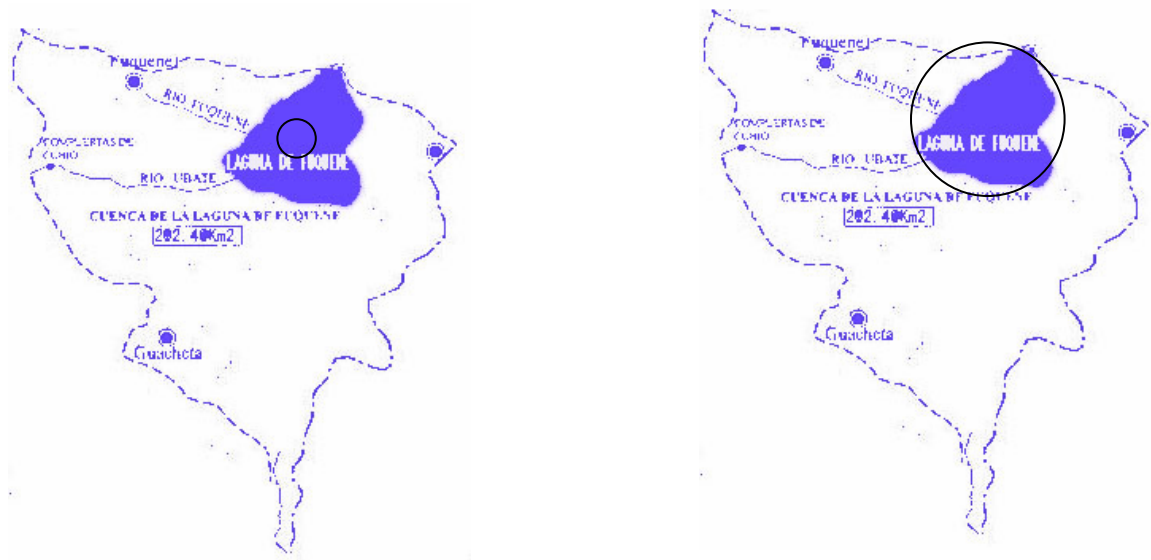 Fuquene
RIO FUQUENE
COMPUERTAS DE
CUBIO
LAGUNA DE FUQUENE
RIO UBATE
CUENCA DE LA LAGUNA DE FUQUENE
202.40Km2
Guacheta
Fuquene
RIO FUQUENE
COMPUERTAS DE
CUBIO
LAGUNA DE FUQUENE
RIO UBATE
CUENCA DE LA LAGUNA DE FUQUENE
202.40Km2
Guacheta